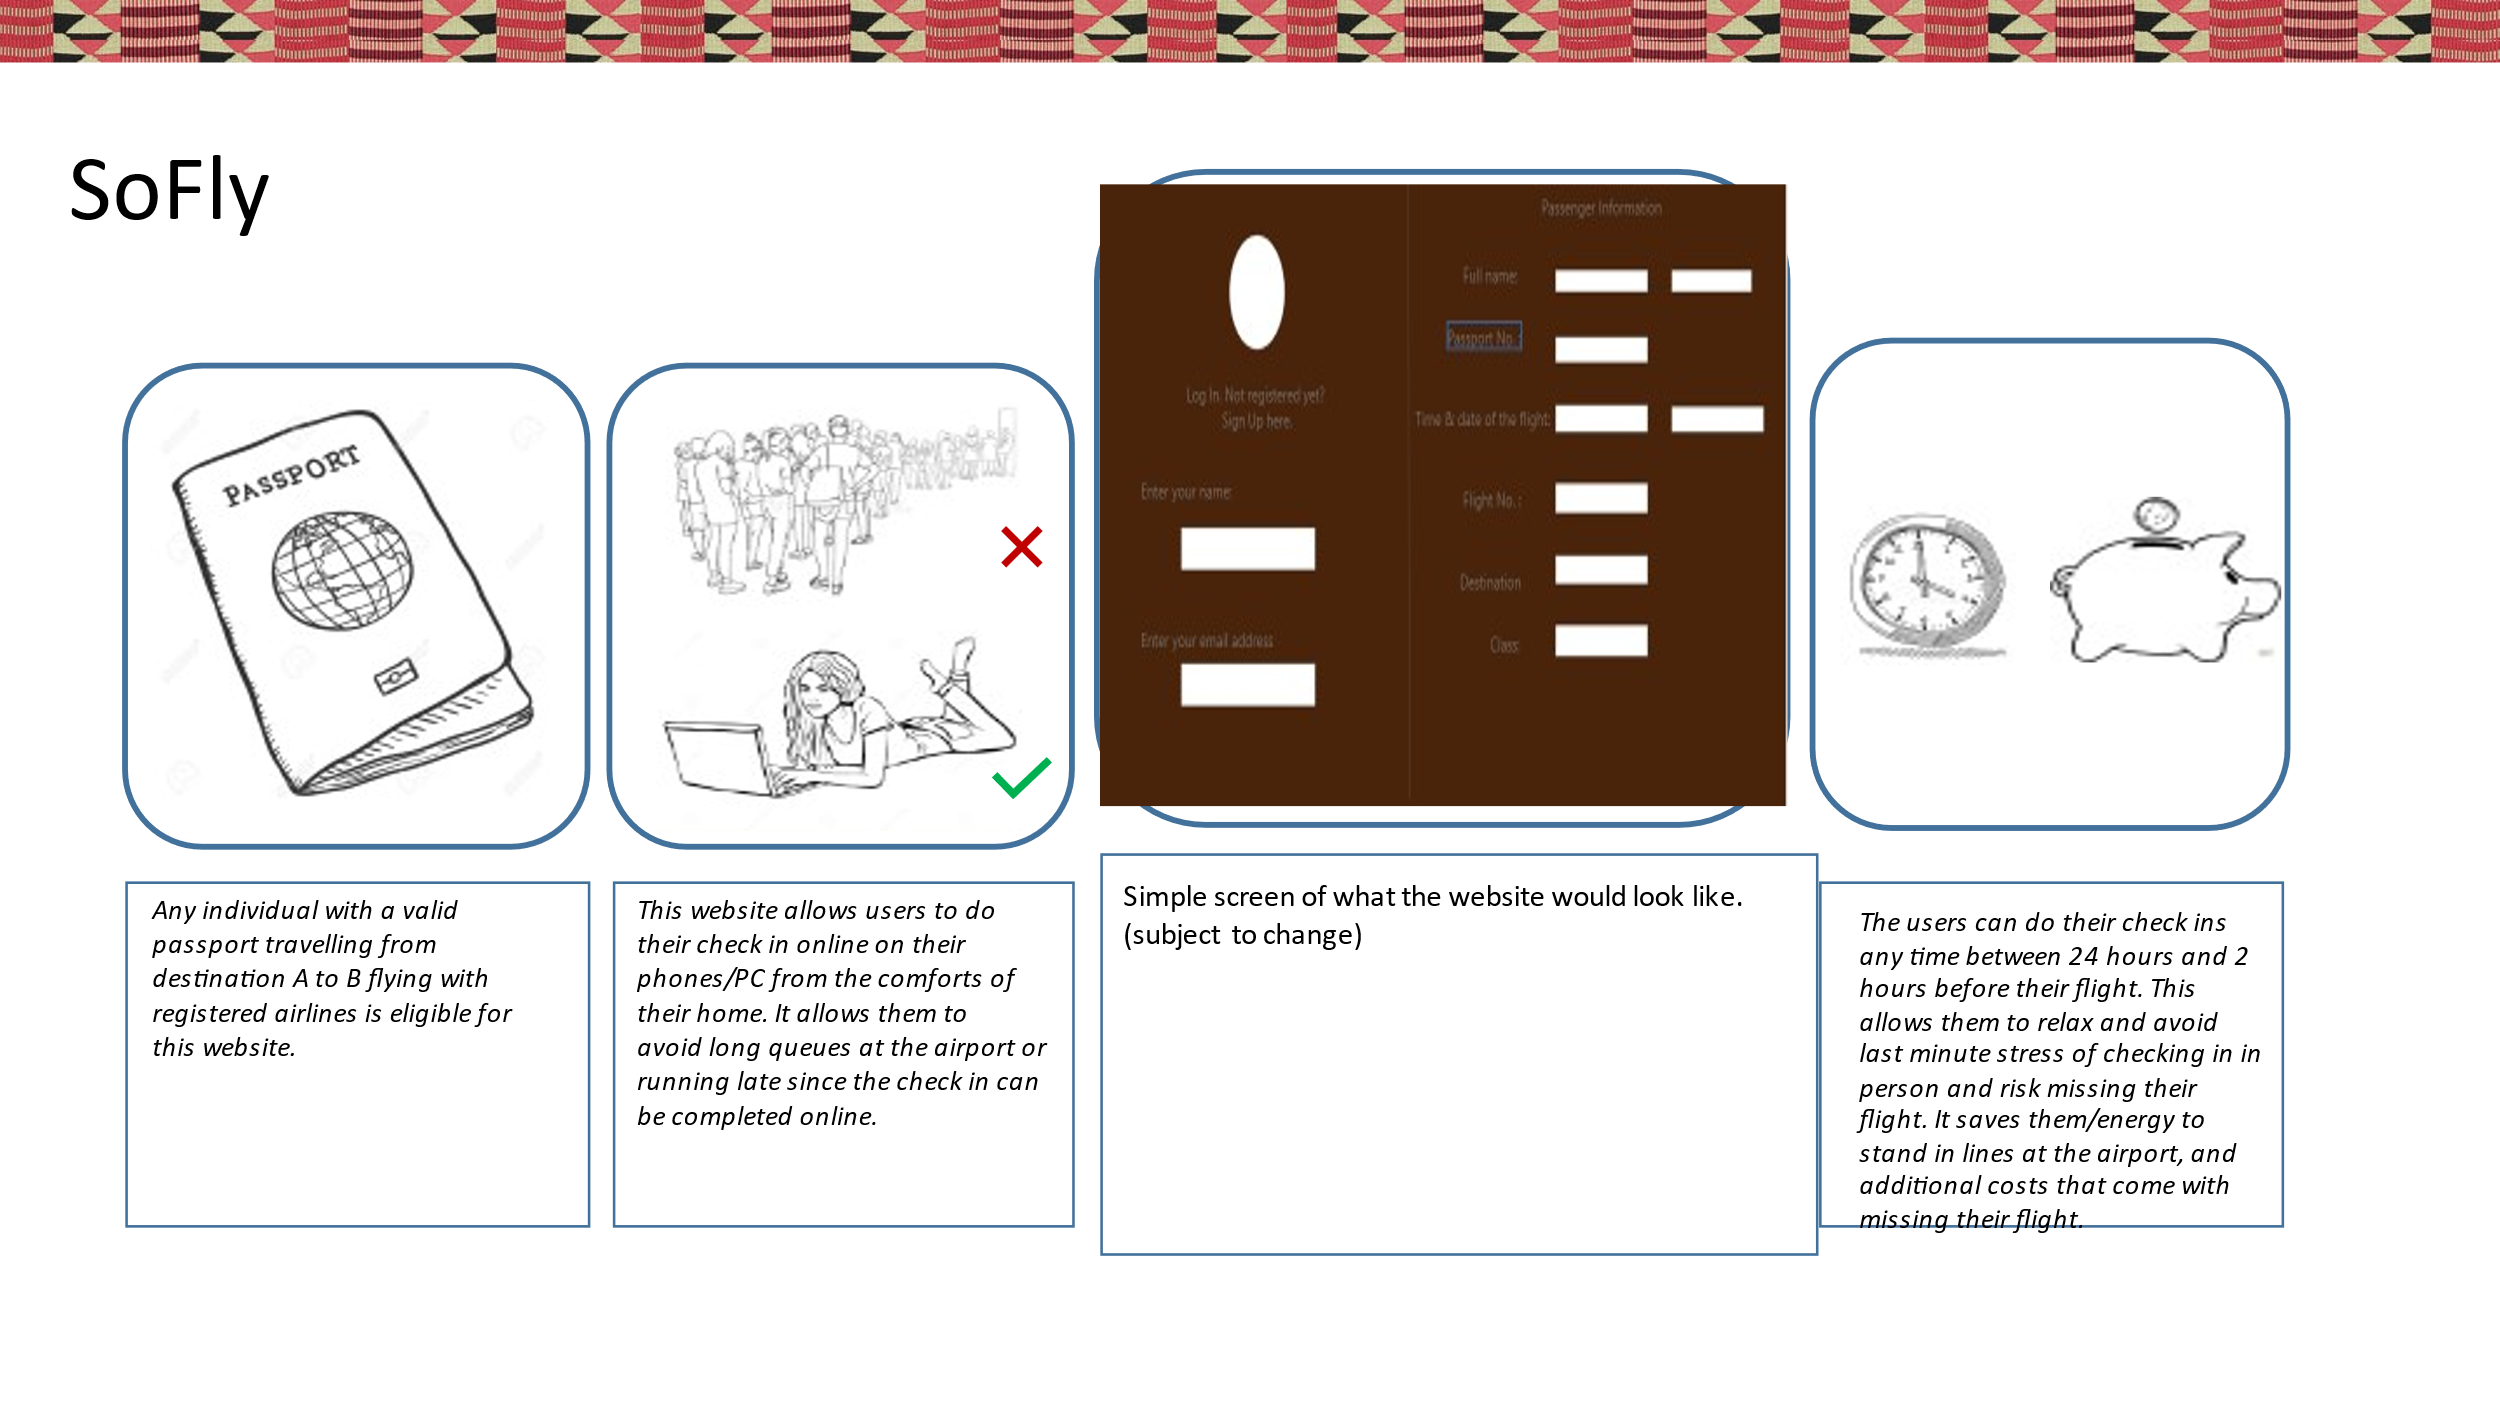 SoFly
PASSPORT
Passenger Information
Full name:
Passport No. :
Time & date of the flight:
Flight No. :
Destination
Class:
Log In. Not registered yet?
Sign Up here.
Enter your name:
Enter your email address
Any individual with a valid
passport travelling from
destination A to B flying with
registered airlines is eligible for
this website.
This website allows users to do
their check in online on their
phones/PC from the comforts of
their home. It allows them to
avoid long queues at the airport or
running late since the check in can
be completed online.
Simple screen of what the website would look like.
(subject to change)
The users can do their check ins
any time between 24 hours and 2
hours before their flight. This
allows them to relax and avoid
last minute stress of checking in in
person and risk missing their
flight. It saves them/energy to
stand in lines at the airport, and
additional costs that come with
missing their flight.